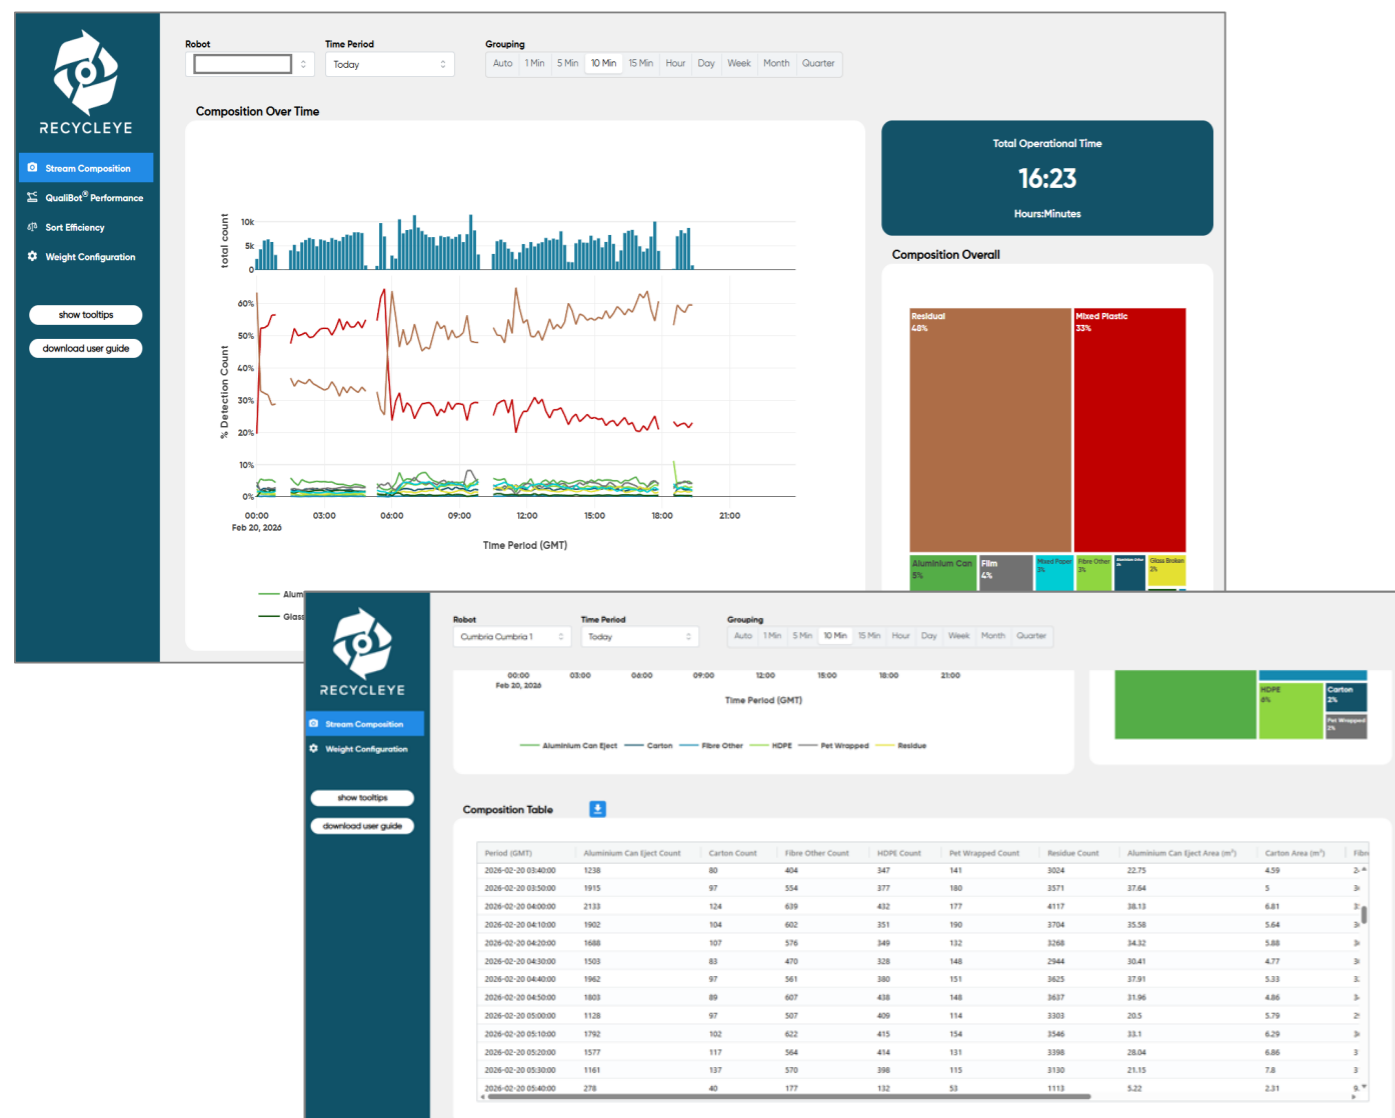 RECYCLEYE
Stream Composition
QualiBot® Performance
Sort Efficiency
Weight Configuration
show tooltips
download user guide
Robot
Time Period
Today
Grouping
Auto 1 Min 5 Min 10 Min 15 Min Hour Day Week Month Quarter
Composition Over Time
total count
10k
5k
0
% Detection Count
60%
50%
40%
30%
20%
10%
0%
00:00 03:00 06:00 09:00 12:00 15:00 18:00 21:00
Feb 20, 2026
Time Period (GMT)
Alum
Glass
Total Operational Time
16:23
Hours:Minutes
Composition Overall
Residual
48%
Mixed Plastic
33%
Aluminium Can
5%
Film
4%
Mixed Paper
3%
Fibre Other
3%
Glass Broken
2%
RECYCLEYE
Stream Composition
Weight Configuration
show tooltips
download user guide
Robot
Cumbria Cumbria 1
Time Period
Today
Grouping
Auto 1 Min 5 Min 10 Min 15 Min Hour Day Week Month Quarter
00:00 03:00 06:00 09:00 12:00 15:00 18:00 21:00
Feb 20, 2026
Time Period (GMT)
Aluminium Can Eject Carton Fibre Other HDPE Pet Wrapped Residue
HDPE
6%
Carton
2%
Pet Wrapped
2%
Composition Table
Period (GMT) Aluminium Can Eject Count Carton Count Fibre Other Count HDPE Count Pet Wrapped Count Residue Count Aluminium Can Eject Area (m²) Carton Area (m²) Fibr
2026-02-20 03:40:00 1238 80 404 347 141 3024 22.75 4.59
2026-02-20 03:50:00 1915 97 554 377 180 3571 37.64 5
2026-02-20 04:00:00 2133 124 639 432 177 4117 38.13 6.81
2026-02-20 04:10:00 1902 104 602 351 190 3704 35.58 5.64
2026-02-20 04:20:00 1688 107 576 349 132 3268 34.32 5.88
2026-02-20 04:30:00 1503 83 470 328 148 2944 30.41 4.77
2026-02-20 04:40:00 1962 97 561 380 151 3625 37.91 5.33
2026-02-20 04:50:00 1803 89 607 438 148 3637 31.96 4.86
2026-02-20 05:00:00 1128 97 507 409 114 3303 20.5 5.79
2026-02-20 05:10:00 1792 102 622 415 154 3546 33.1 6.29
2026-02-20 05:20:00 1577 117 564 414 131 3398 28.04 6.86
2026-02-20 05:30:00 1161 137 570 398 115 3130 21.15 7.8
2026-02-20 05:40:00 278 40 177 132 53 1113 5.22 2.31